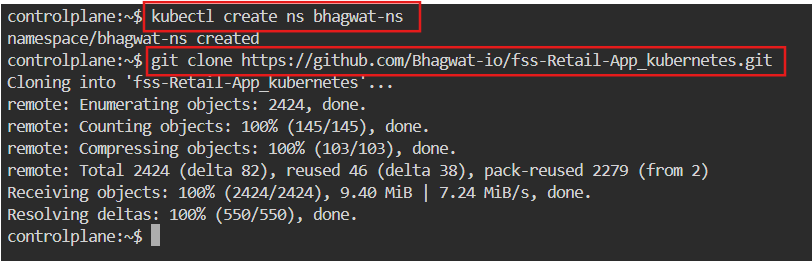 controlplane:~$ kubectl create ns bhagwat-ns
namespace/bhagwat-ns created
controlplane:~$ git clone https://github.com/Bhagwat-io/fss-Retail-App_kubernetes.git
Cloning into 'fss-Retail-App_kubernetes'...
remote: Enumerating objects: 2424, done.
remote: Counting objects: 100% (145/145), done.
remote: Compressing objects: 100% (103/103), done.
remote: Total 2424 (delta 82), reused 46 (delta 38), pack-reused 2279 (from 2)
Receiving objects: 100% (2424/2424), 9.40 MiB | 7.24 MiB/s, done.
Resolving deltas: 100% (550/550), done.
controlplane:~$